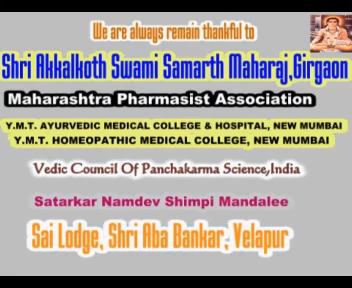 We are always remain thankful to
Shri Akkalkoth Swami Samarth Maharaj,Girgaon
Maharashtra Pharmasist Association
Y.M.T. AYURVEDIC MEDICAL COLLEGE & HOSPITAL, NEW MUMBAI
Y.M.T. HOMEOPATHIC MEDICAL COLLEGE, NEW MUMBAI
Vedic Council Of Panchakarma Science,India
Satarkar Namdev Shimpi Mandalee
Sai Lodge, Shri Aba Bankar, Velapur